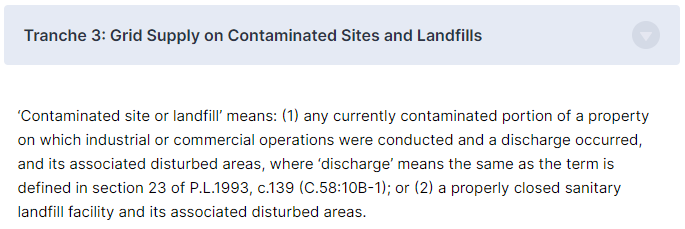 Tranche 3: Grid Supply on Contaminated Sites and Landfills
‘Contaminated site or landfill’ means: (1) any currently contaminated portion of a property
on which industrial or commercial operations were conducted and a discharge occurred,
and its associated disturbed areas, where ‘discharge’ means the same as the term is
defined in section 23 of P.L.1993, c.139 (C.58:10B-1); or (2) a properly closed sanitary
landfill facility and its associated disturbed areas.